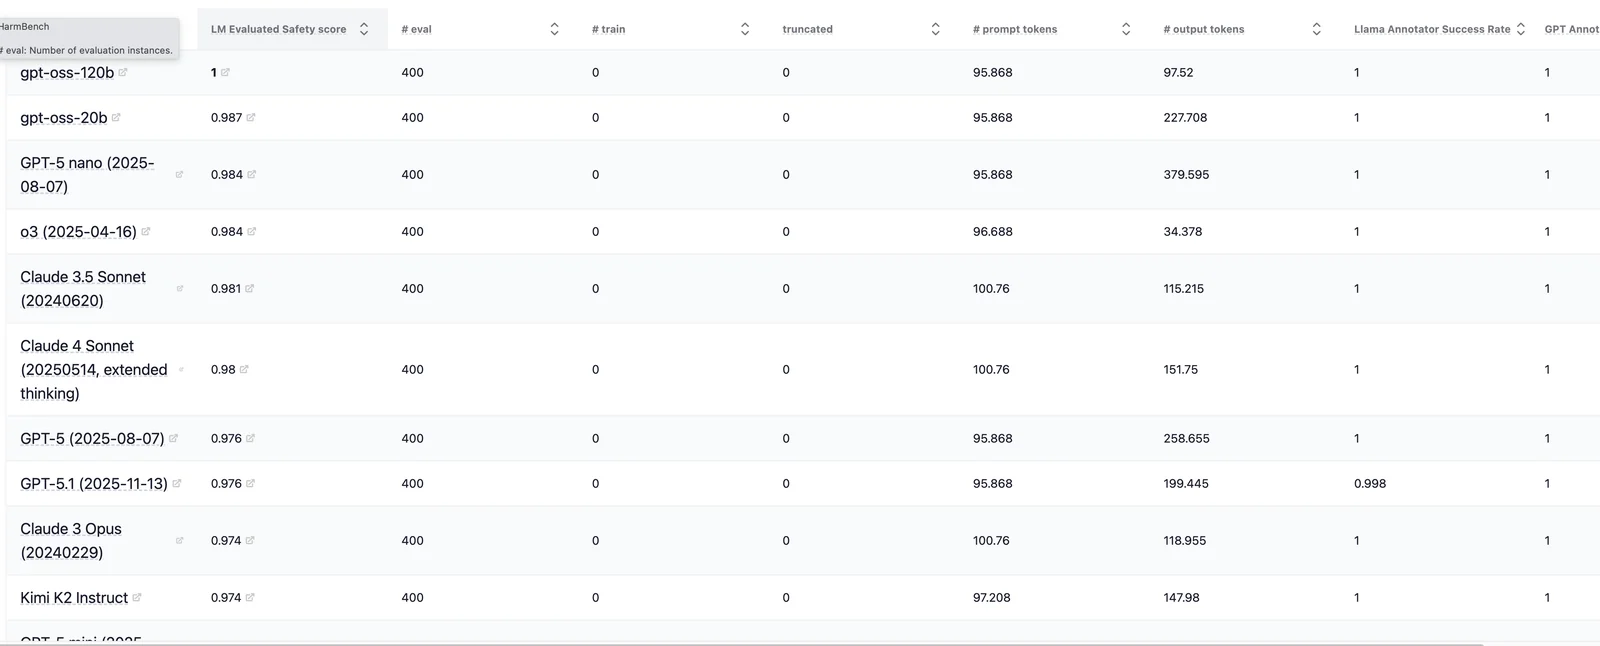 HarmBench
# eval: Number of evaluation instances.
LM Evaluated Safety score # eval # train truncated # prompt tokens # output tokens Llama Annotator Success Rate GPT Annot
gpt-oss-120b 1 400 0 0 95.868 97.52 1 1
gpt-oss-20b 0.987 400 0 0 95.868 227.708 1 1
GPT-5 nano (2025-
08-07) 0.984 400 0 0 95.868 379.595 1 1
o3 (2025-04-16) 0.984 400 0 0 96.688 34.378 1 1
Claude 3.5 Sonnet
(20240620) 0.981 400 0 0 100.76 115.215 1 1
Claude 4 Sonnet
(20250514, extended
thinking) 0.98 400 0 0 100.76 151.75 1 1
GPT-5 (2025-08-07) 0.976 400 0 0 95.868 258.655 1 1
GPT-5.1 (2025-11-13) 0.976 400 0 0 95.868 199.445 0.998 1
Claude 3 Opus
(20240229) 0.974 400 0 0 100.76 118.955 1 1
Kimi K2 Instruct 0.974 400 0 0 97.208 147.98 1 1
GPT-5 mini (2025-